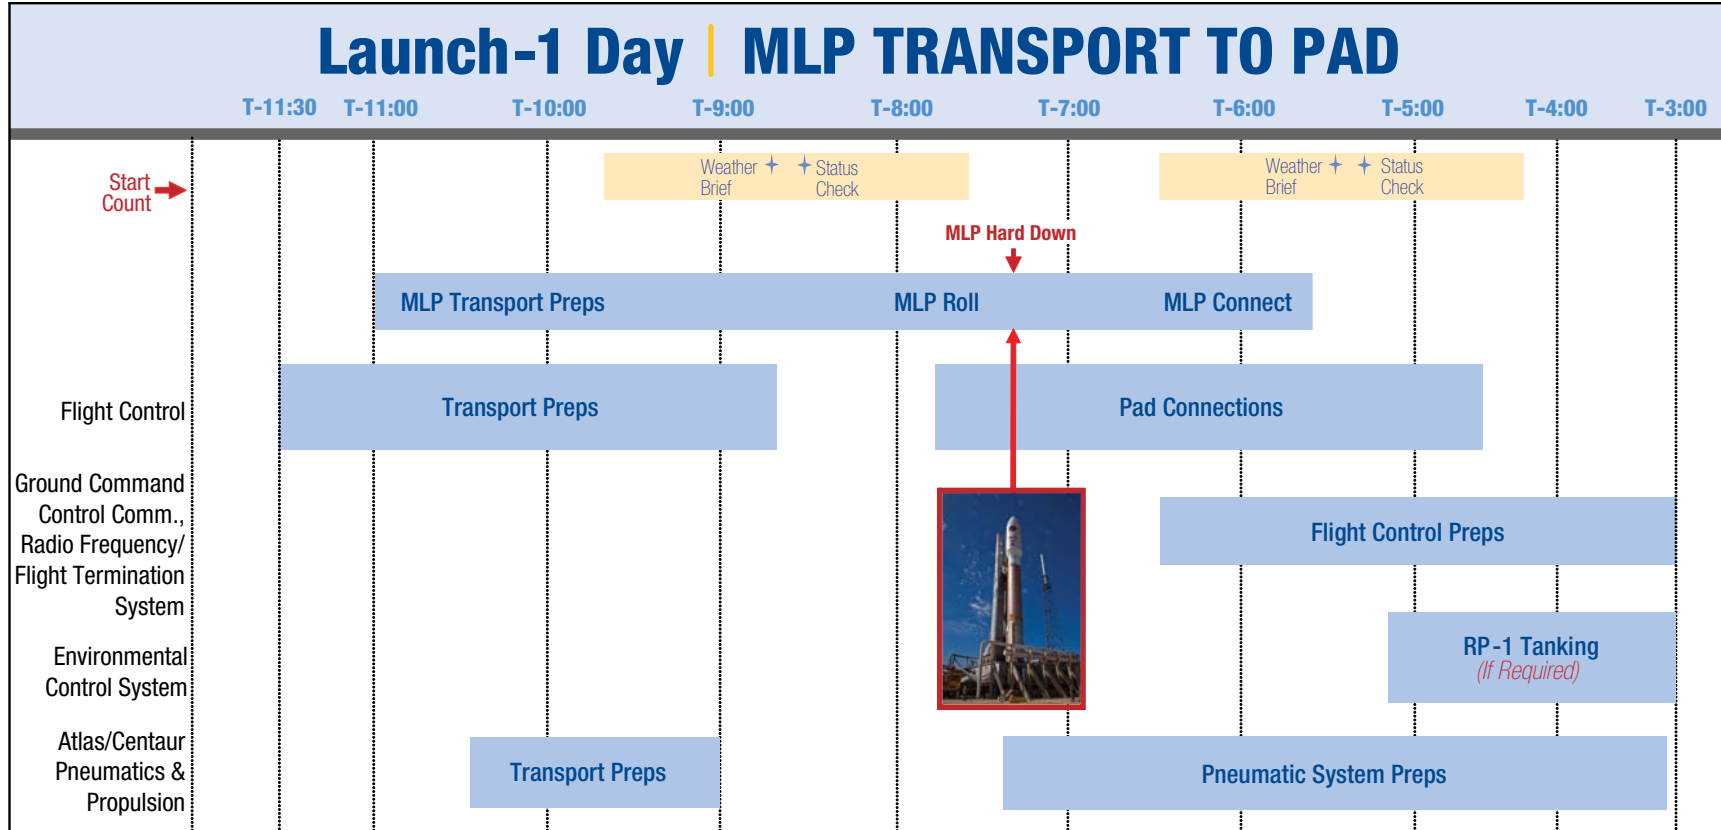 Launch-1 Day | MLP TRANSPORT TO PAD
T-11:30 T-11:00 T-10:00 T-9:00 T-8:00 T-7:00 T-6:00 T-5:00 T-4:00 T-3:00
Start
Count
Weather
Brief
Status
Check
Weather
Brief
Status
Check
MLP Hard Down
MLP Transport Preps
MLP Roll
MLP Connect
Flight Control
Transport Preps
Pad Connections
Ground Command
Control Comm.,
Radio Frequency/
Flight Termination
System
Flight Control Preps
Environmental
Control System
RP-1 Tanking
(If Required)
Atlas/Centaur
Pneumatics &
Propulsion
Transport Preps
Pneumatic System Preps